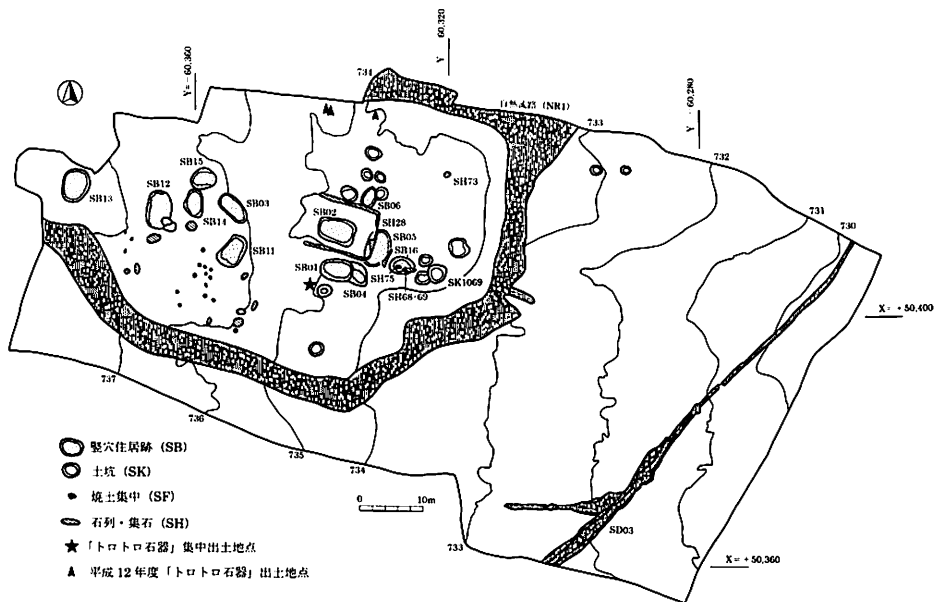 Y=-60,360
Y 60,320
Y - 60,280
734
自然流路 (NR1)
733
732
731
730
SB15
SB13
SB12
SB14
SB03
SB11
SH73
SB06
SB02
SH28
SB05
SB16
SB01
SH75
SB04
SH68・69
SK1069
X= +50,400
737
736
735
734
733
SD03
X= +50,360
0 10m
竪穴住居跡 (SB)
土坑 (SK)
焼土集中 (SF)
石列・集石 (SH)
「トロトロ石器」集中出土地点
平成12年度「トロトロ石器」出土地点